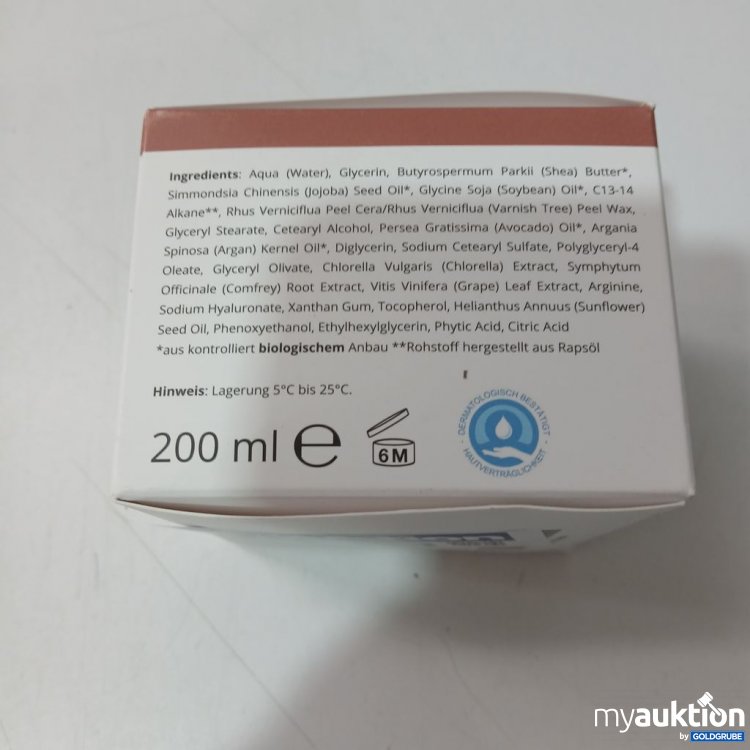 Ingredients: Aqua (Water), Glycerin, Butyrospermum Parkii (Shea) Butter*,
Simmondsia Chinensis (Jojoba) Seed Oil*, Glycine Soja (Soybean) Oil*, C13-14
Alkane**, Rhus Verniciflua Peel Cera/Rhus Verniciflua (Varnish Tree) Peel Wax,
Glyceryl Stearate, Cetearyl Alcohol, Persea Gratissima (Avocado) Oil*, Argania
Spinosa (Argan) Kernel Oil*, Diglycerin, Sodium Cetearyl Sulfate, Polyglyceryl-4
Oleate, Glyceryl Olivate, Chlorella Vulgaris (Chlorella) Extract, Symphytum
Officinale (Comfrey) Root Extract, Vitis Vinifera (Grape) Leaf Extract, Arginine,
Sodium Hyaluronate, Xanthan Gum, Tocopherol, Helianthus Annuus (Sunflower)
Seed Oil, Phenoxyethanol, Ethylhexylglycerin, Phytic Acid, Citric Acid
*aus kontrolliert biologischem Anbau **Rohstoff hergestellt aus Rapsöl
Hinweis: Lagerung 5°C bis 25°C.
200 ml e
6M
DERMATOLOGISCH BESTÄTIGT
HAUTVERTRÄGLICHKEIT
myauktion
by GOLDGRUBE